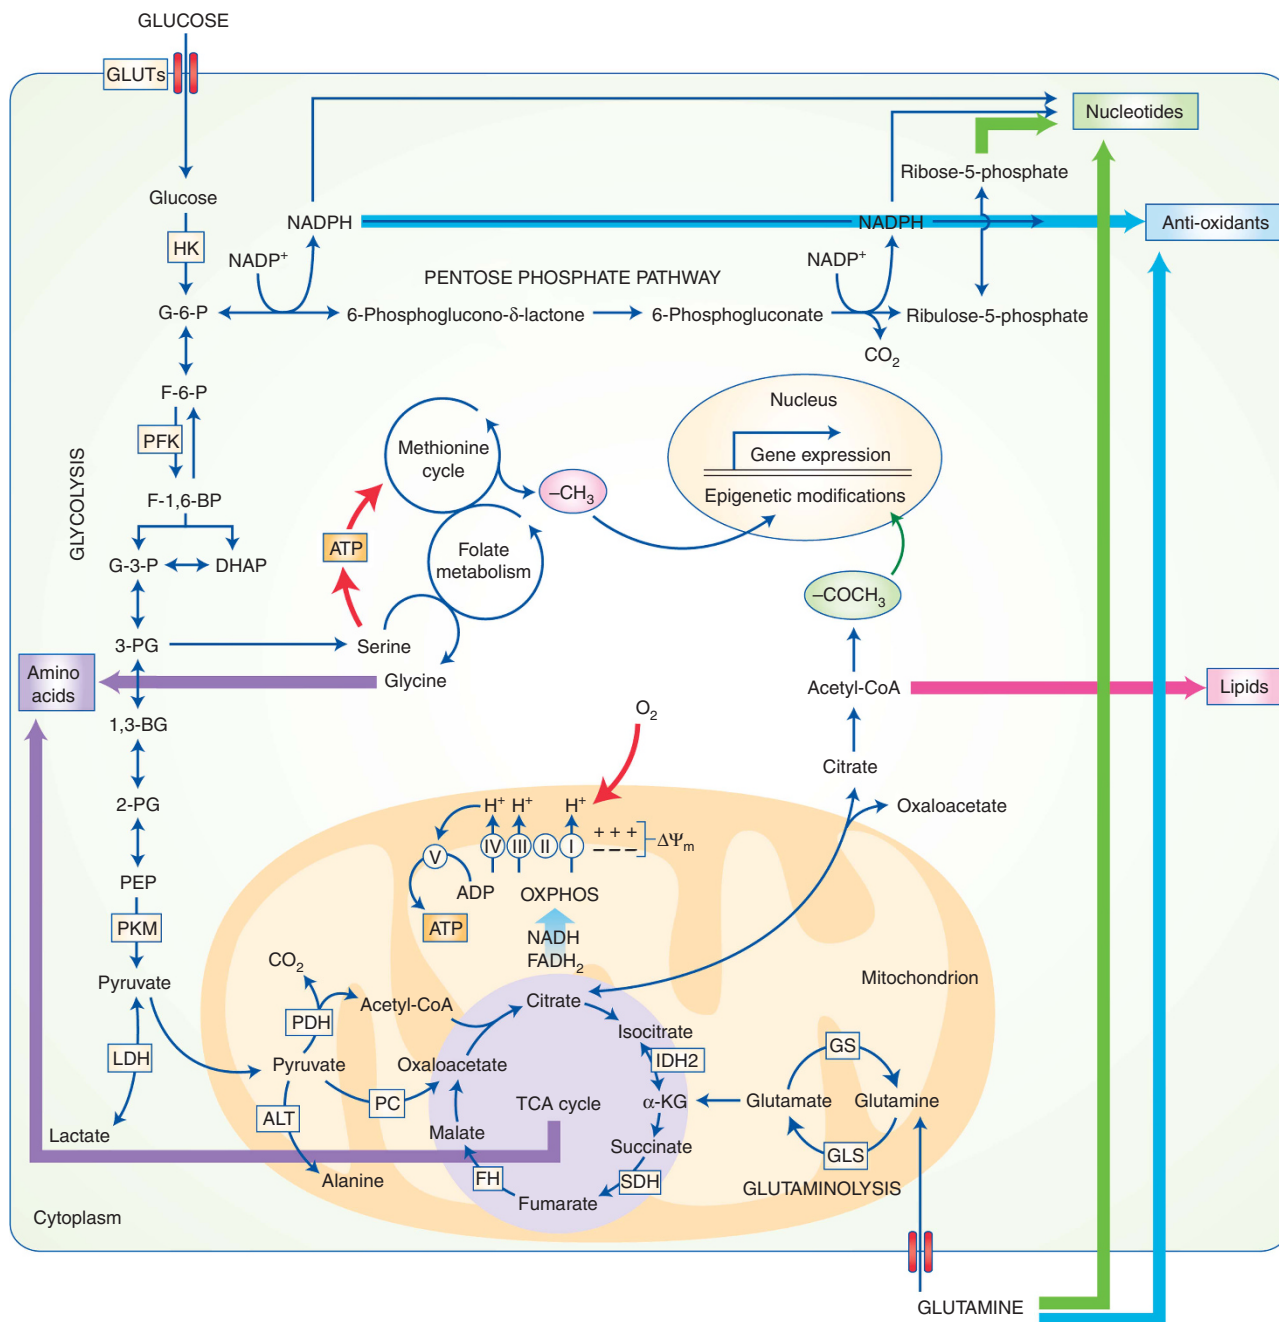 GLUCOSE
GLUTs
Nucleotides
Ribose-5-phosphate
Glucose
NADPH
NADPH
Anti-oxidants
HK
NADP+
NADP+
PENTOSE PHOSPHATE PATHWAY
G-6-P
6-Phosphoglucono-δ-lactone
6-Phosphogluconate
Ribulose-5-phosphate
CO2
F-6-P
Nucleus
PFK
Methionine
cycle
Gene expression
GLYCOLYSIS
F-1,6-BP
–CH3
Epigenetic modifications
ATP
Folate
metabolism
G-3-P
DHAP
–COCH3
3-PG
Serine
Amino
acids
Glycine
Acetyl-CoA
Lipids
O2
1,3-BG
Citrate
2-PG
H+
H+
H+
Oxaloacetate
+ + +
– – –
ΔΨm
V
IV
III
II
I
PEP
ADP
OXPHOS
PKM
ATP
NADH
FADH2
CO2
Pyruvate
Mitochondrion
Acetyl-CoA
Citrate
PDH
Isocitrate
LDH
GS
Pyruvate
Oxaloacetate
IDH2
PC
TCA cycle
α-KG
Glutamate
Glutamine
ALT
Lactate
Malate
Succinate
GLS
Alanine
FH
SDH
GLUTAMINOLYSIS
Fumarate
Cytoplasm
GLUTAMINE